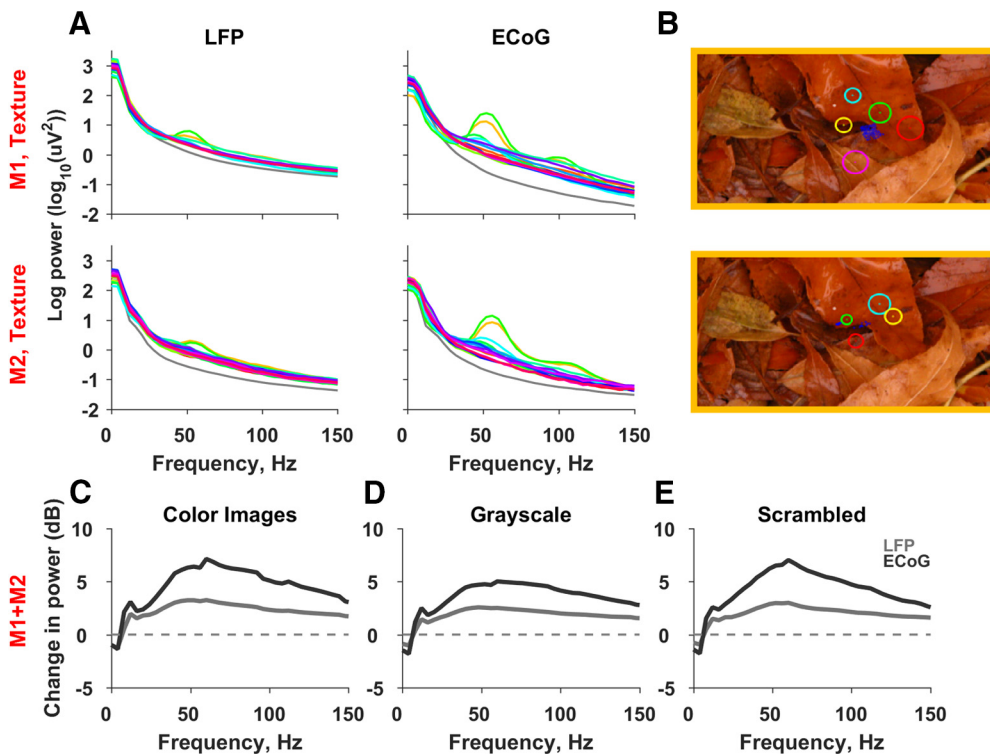 A
LFP
ECoG
B
M1, Texture
M2, Texture
Log power (log10(uV2))
3
2
1
0
-1
-2
3
2
1
0
-1
-2
0 50 100 150
0 50 100 150
Frequency, Hz
Frequency, Hz
C
Color Images
D
Grayscale
E
Scrambled
M1+M2
Change in power (dB)
10
5
0
-5
10
5
0
-5
10
5
0
-5
LFP
ECoG
0 50 100 150
0 50 100 150
0 50 100 150
Frequency, Hz
Frequency, Hz
Frequency, Hz